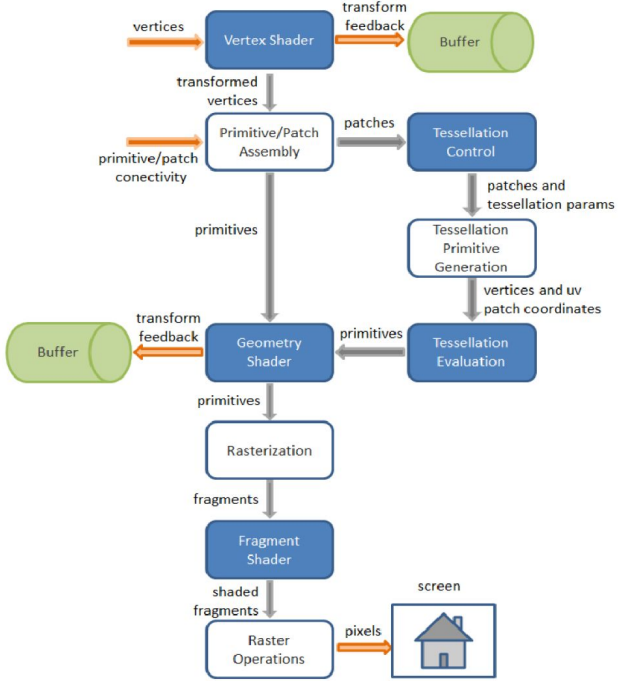 vertices
Vertex Shader
transform
feedback
Buffer
transformed
vertices
primitive/patch
conectivity
Primitive/Patch
Assembly
patches
Tessellation
Control
patches and
tessellation params
primitives
Tessellation
Primitive
Generation
vertices and uv
patch coordinates
Buffer
transform
feedback
Geometry
Shader
primitives
Tessellation
Evaluation
primitives
Rasterization
fragments
Fragment
Shader
shaded
fragments
Raster
Operations
pixels
screen